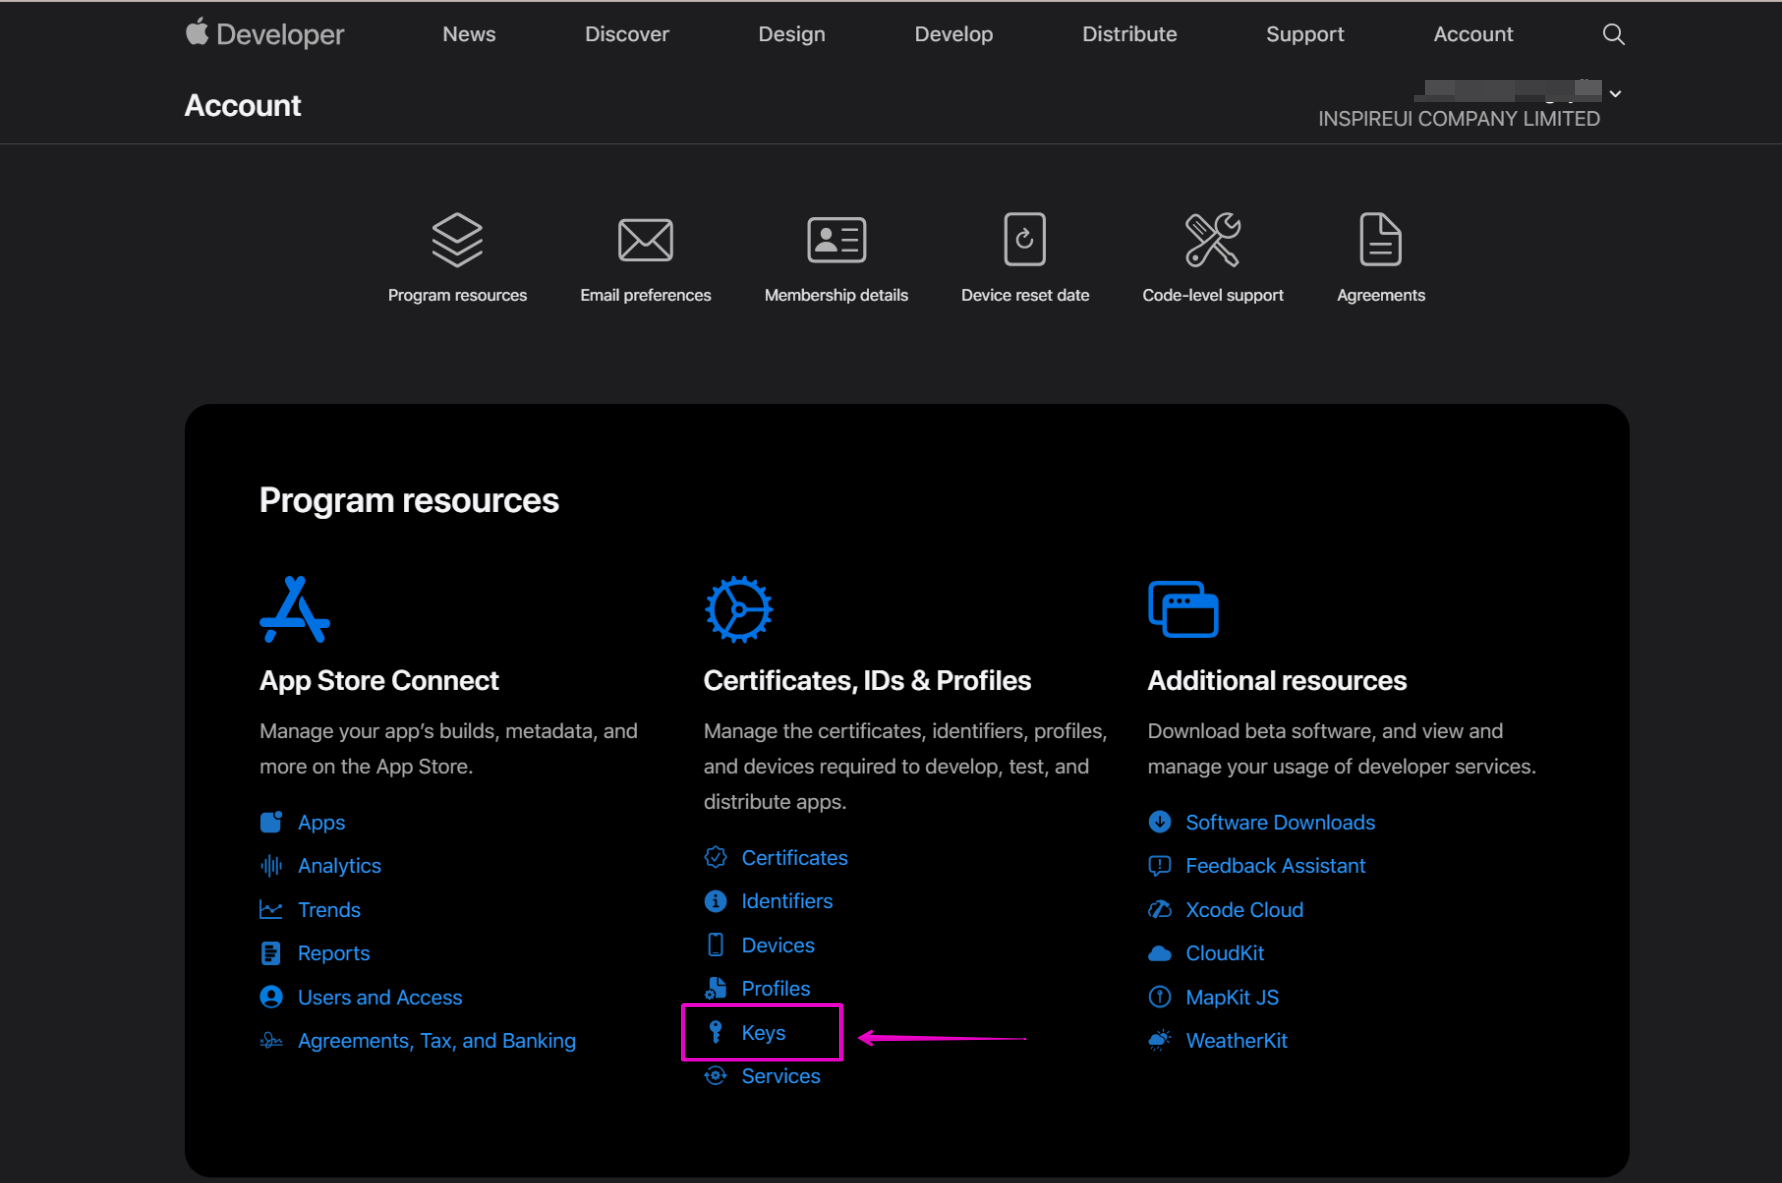 Developer
News
Discover
Design
Develop
Distribute
Support
Account
Account
INSPIREUI COMPANY LIMITED
Program resources
Email preferences
Membership details
Device reset date
Code-level support
Agreements
Program resources
App Store Connect
Manage your app's builds, metadata, and
more on the App Store.
Apps
Analytics
Trends
Reports
Users and Access
Agreements, Tax, and Banking
Certificates, IDs & Profiles
Manage the certificates, identifiers, profiles,
and devices required to develop, test, and
distribute apps.
Certificates
Identifiers
Devices
Profiles
Keys
Services
Additional resources
Download beta software, and view and
manage your usage of developer services.
Software Downloads
Feedback Assistant
Xcode Cloud
CloudKit
MapKit JS
WeatherKit